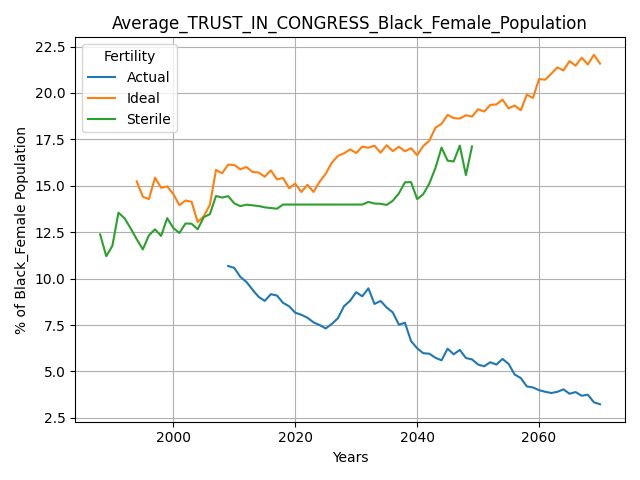 Average_TRUST_IN_CONGRESS_Black_Female_Population
Fertility
Actual
Ideal
Sterile
% of Black_Female Population
22.5
20.0
17.5
15.0
12.5
10.0
7.5
5.0
2.5
2000
2020
2040
2060
Years